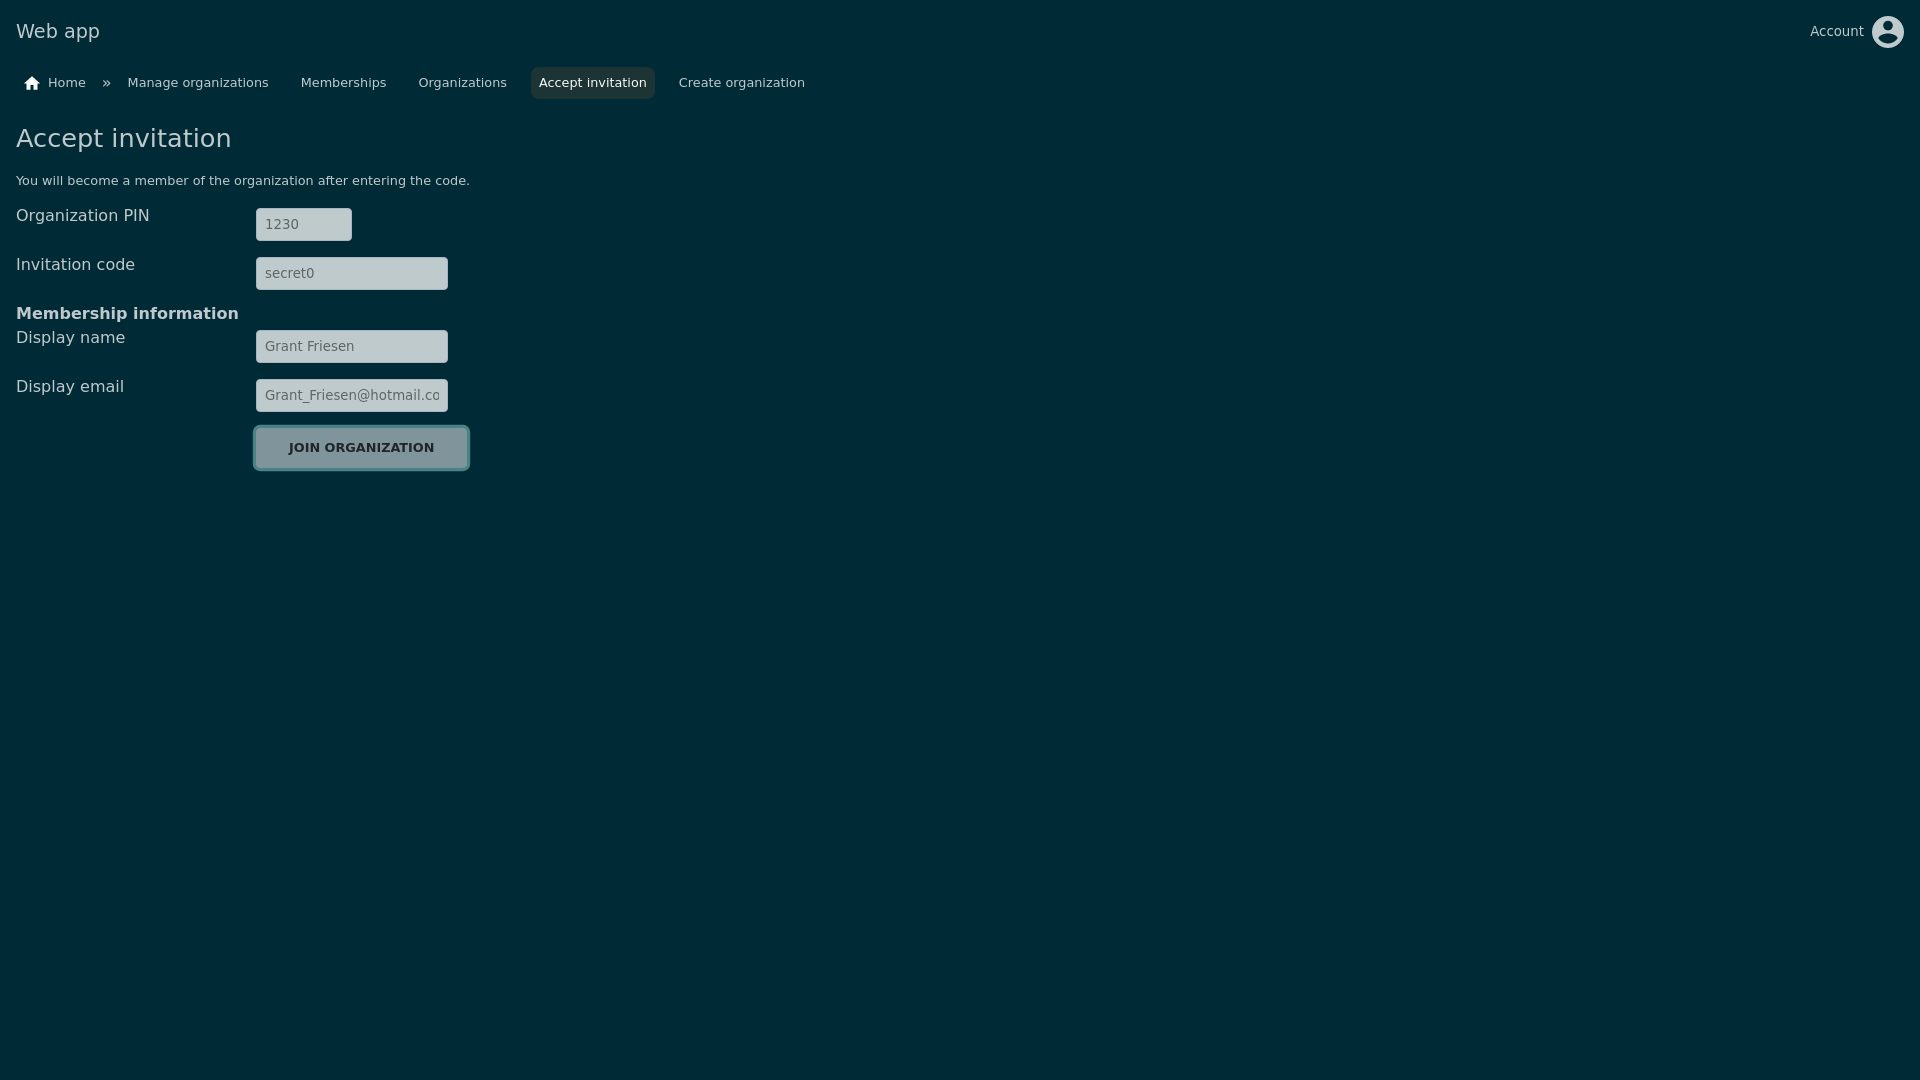 Web app
Account
Home » Manage organizations Memberships Organizations Accept invitation Create organization
Accept invitation
You will become a member of the organization after entering the code.
Organization PIN 1230
Invitation code secret0
Membership information
Display name Grant Friesen
Display email Grant_Friesen@hotmail.co
JOIN ORGANIZATION